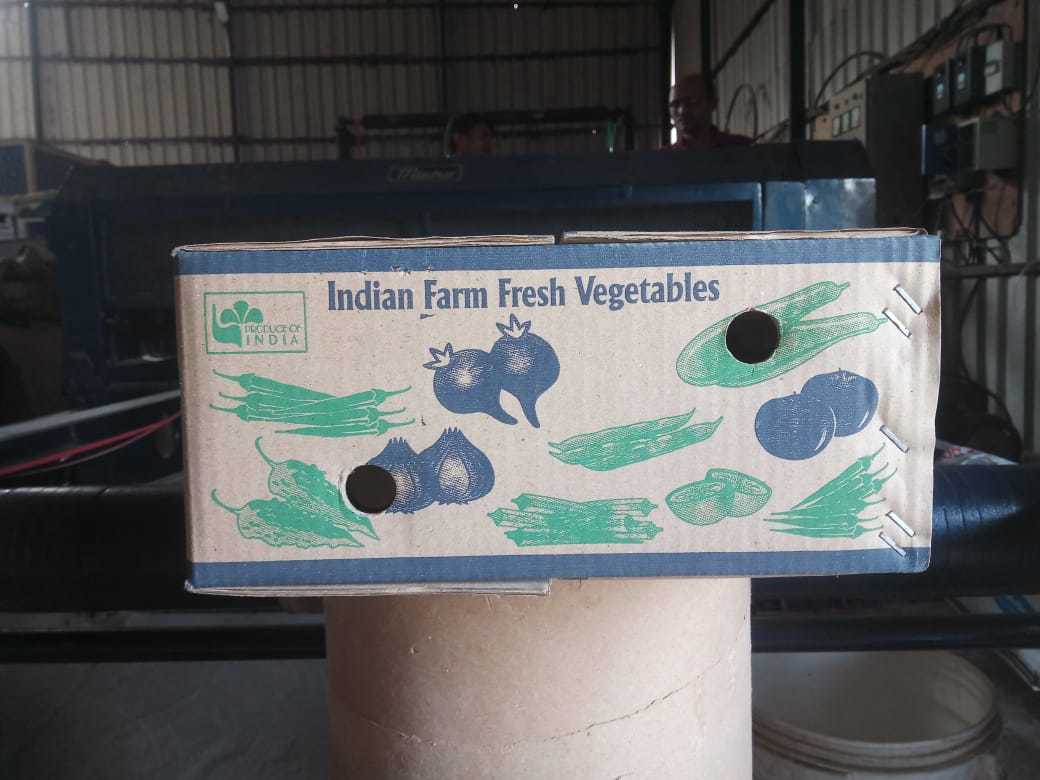 Indian Farm Fresh Vegetables
PRODUCE OF
INDIA